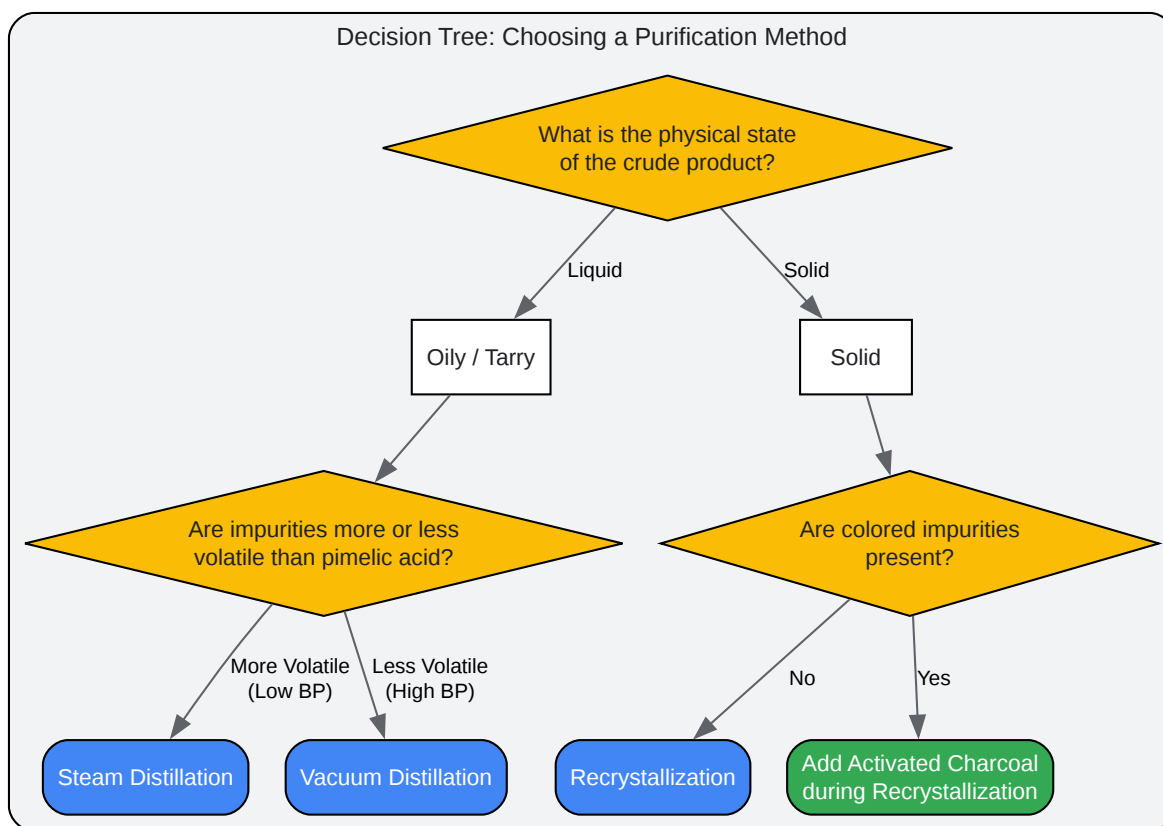 Decision Tree: Choosing a Purification Method
What is the physical state
of the crude product?
Liquid
Solid
Oily / Tarry
Solid
Are impurities more or less
volatile than pimelic acid?
Are colored impurities
present?
More Volatile
(Low BP)
Less Volatile
(High BP)
No
Yes
Steam Distillation
Vacuum Distillation
Recrystallization
Add Activated Charcoal
during Recrystallization